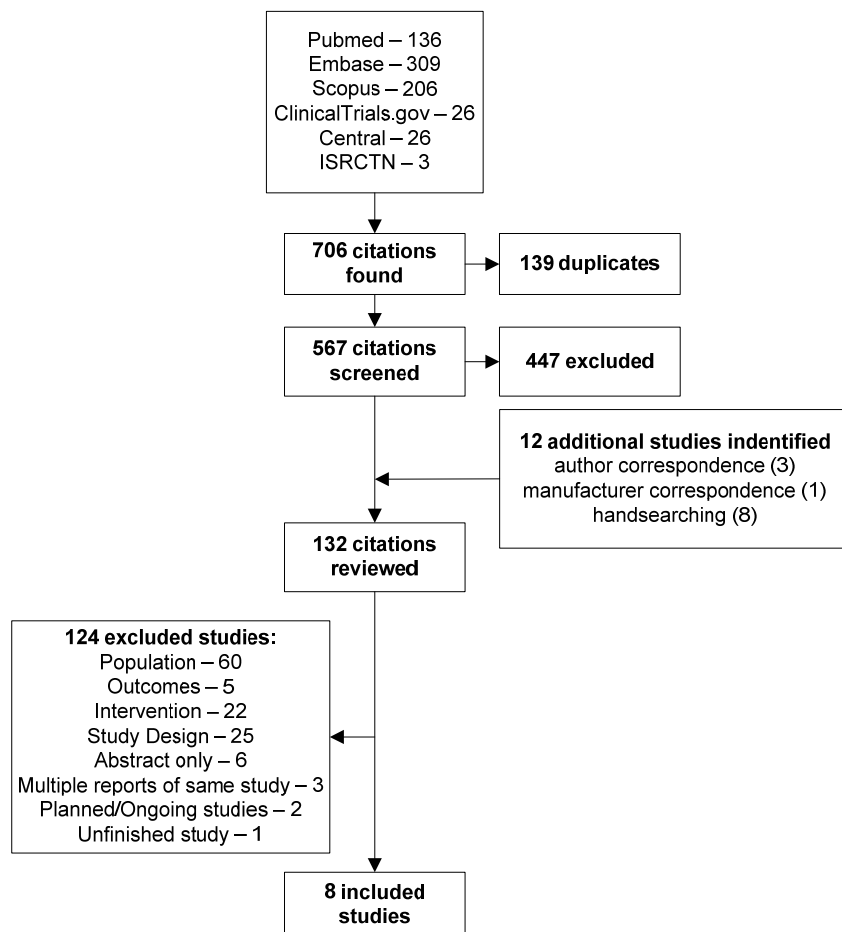 Pubmed – 136
Embase – 309
Scopus – 206
ClinicalTrials.gov – 26
Central – 26
ISRCTN – 3
706 citations
found
139 duplicates
567 citations
screened
447 excluded
12 additional studies indentified
author correspondence (3)
manufacturer correspondence (1)
handsearching (8)
132 citations
reviewed
124 excluded studies:
Population – 60
Outcomes – 5
Intervention – 22
Study Design – 25
Abstract only – 6
Multiple reports of same study – 3
Planned/Ongoing studies – 2
Unfinished study – 1
8 included
studies